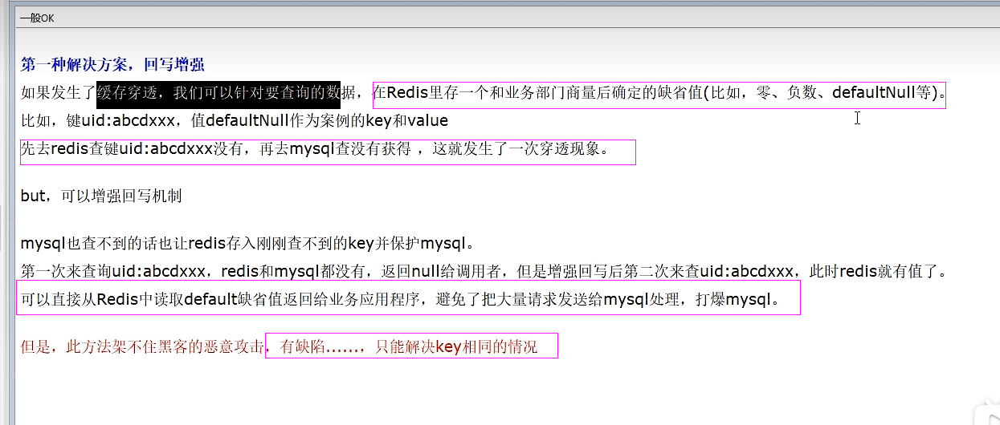 一般OK
第一种解决方案，回写增强
如果发生了缓存穿透，我们可以针对要查询的数据，在Redis里存一个和业务部门商量后确定的缺省值(比如，零、负数、defaultNull等)。
比如，键uid:abcdxxx，值defaultNull作为案例的key和value
先去redis查键uid:abcdxxx没有，再去mysql查没有获得 ，这就发生了一次穿透现象。
but，可以增强回写机制
mysql也查不到的话也让redis存入刚刚查不到的key并保护mysql。
第一次来查询uid:abcdxxx，redis和mysql都没有，返回null给调用者，但是增强回写后第二次来查uid:abcdxxx，此时redis就有值了。
可以直接从Redis中读取default缺省值返回给业务应用程序，避免了把大量请求发送给mysql处理，打爆mysql。
但是，此方法架不住黑客的恶意攻击，有缺陷......，只能解决key相同的情况